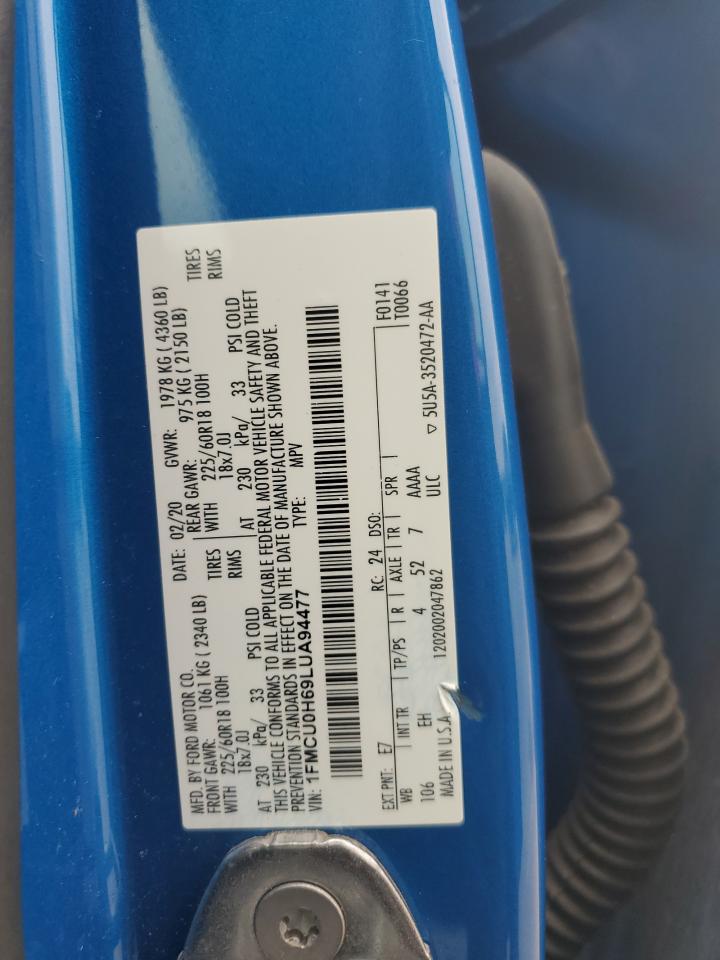 MFD. BY FORD MOTOR CO.
DATE: 02/20 GVWR: 1978 KG ( 4360 LB)
FRONT GAWR: 1061 KG ( 2340 LB) REAR GAWR: 975 KG ( 2150 LB)
WITH 225/60R18 100H TIRES WITH 225/60R18 100H TIRES
18x7.0J RIMS 18x7.0J RIMS
AT 230 kPa/ 33 PSI COLD AT 230 kPa/ 33 PSI COLD
THIS VEHICLE CONFORMS TO ALL APPLICABLE FEDERAL MOTOR VEHICLE SAFETY AND THEFT
PREVENTION STANDARDS IN EFFECT ON THE DATE OF MANUFACTURE SHOWN ABOVE.
VIN: 1FMCU0H69LUA94477 TYPE: MPV
F0141
T0066
EXT PNT: E7 RC: 24 DSO:
WB INT TR TP/PS R AXLE TR SPR
106 EH 4 52 7 AAAA
MADE IN U.S.A. 1202002047862 ULC ▽ 5U5A-3520472-AA